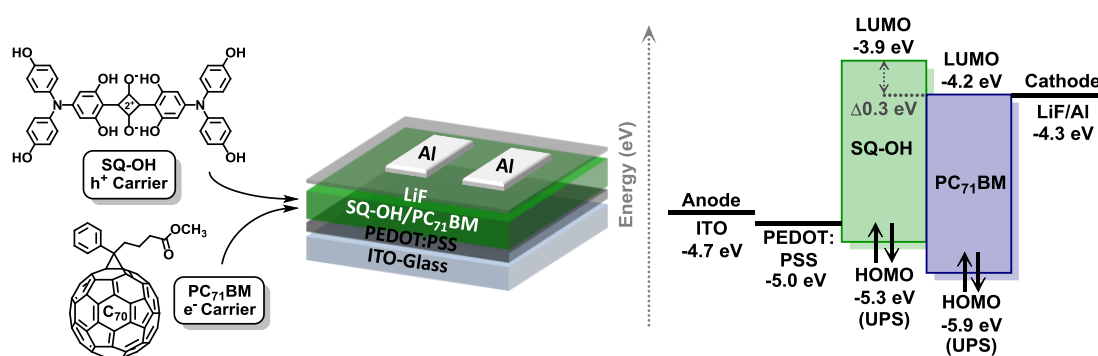 HO
OH
OH
O-
HO
N
2+
N
OH
O-
HO
HO
OH
SQ-OH
h+ Carrier
OCH3
O
C70
PC71BM
e- Carrier
Al
Al
LiF
SQ-OH/PC71BM
PEDOT:PSS
ITO-Glass
Energy (eV)
Anode
ITO
-4.7 eV
PEDOT:
PSS
-5.0 eV
LUMO
-3.9 eV
Δ0.3 eV
SQ-OH
HOMO
-5.3 eV
(UPS)
LUMO
-4.2 eV
PC71BM
HOMO
-5.9 eV
(UPS)
Cathode
LiF/Al
-4.3 eV